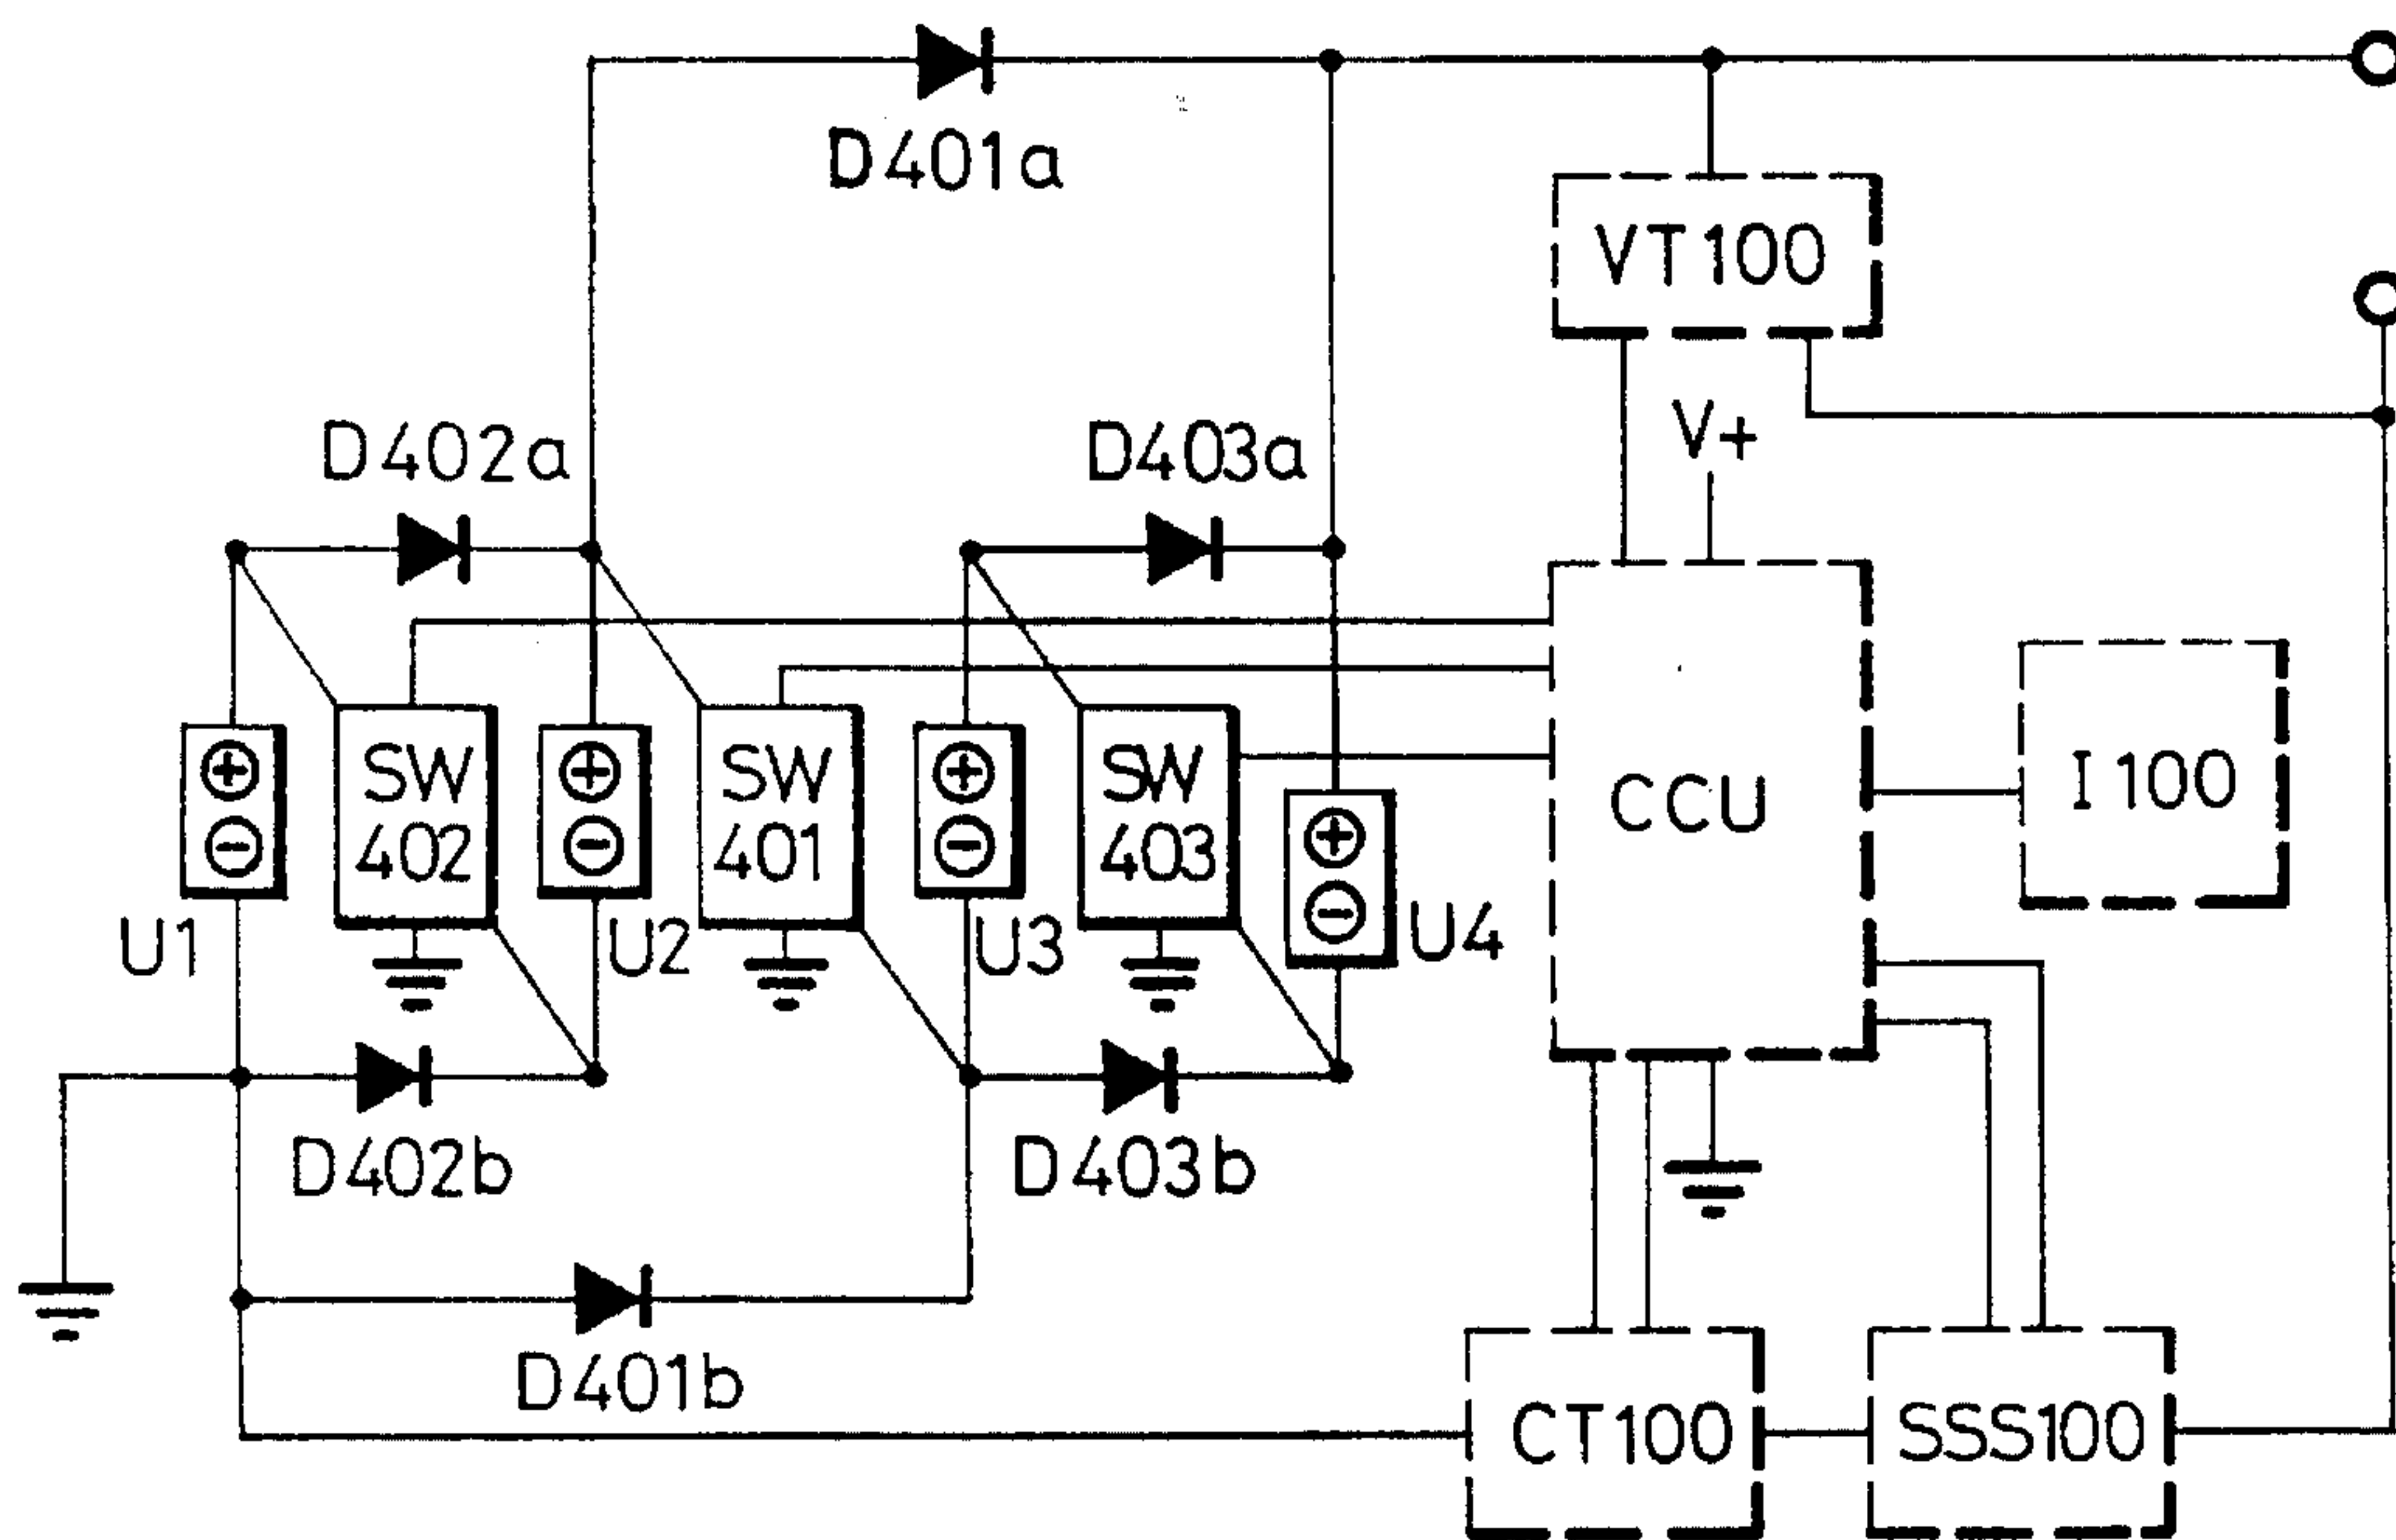 D401a
VT100
V+
D402a
D403a
SW
402
SW
401
SW
403
CCU
I100
U1
U2
U3
U4
D402b
D403b
D401b
CT100
SSS100